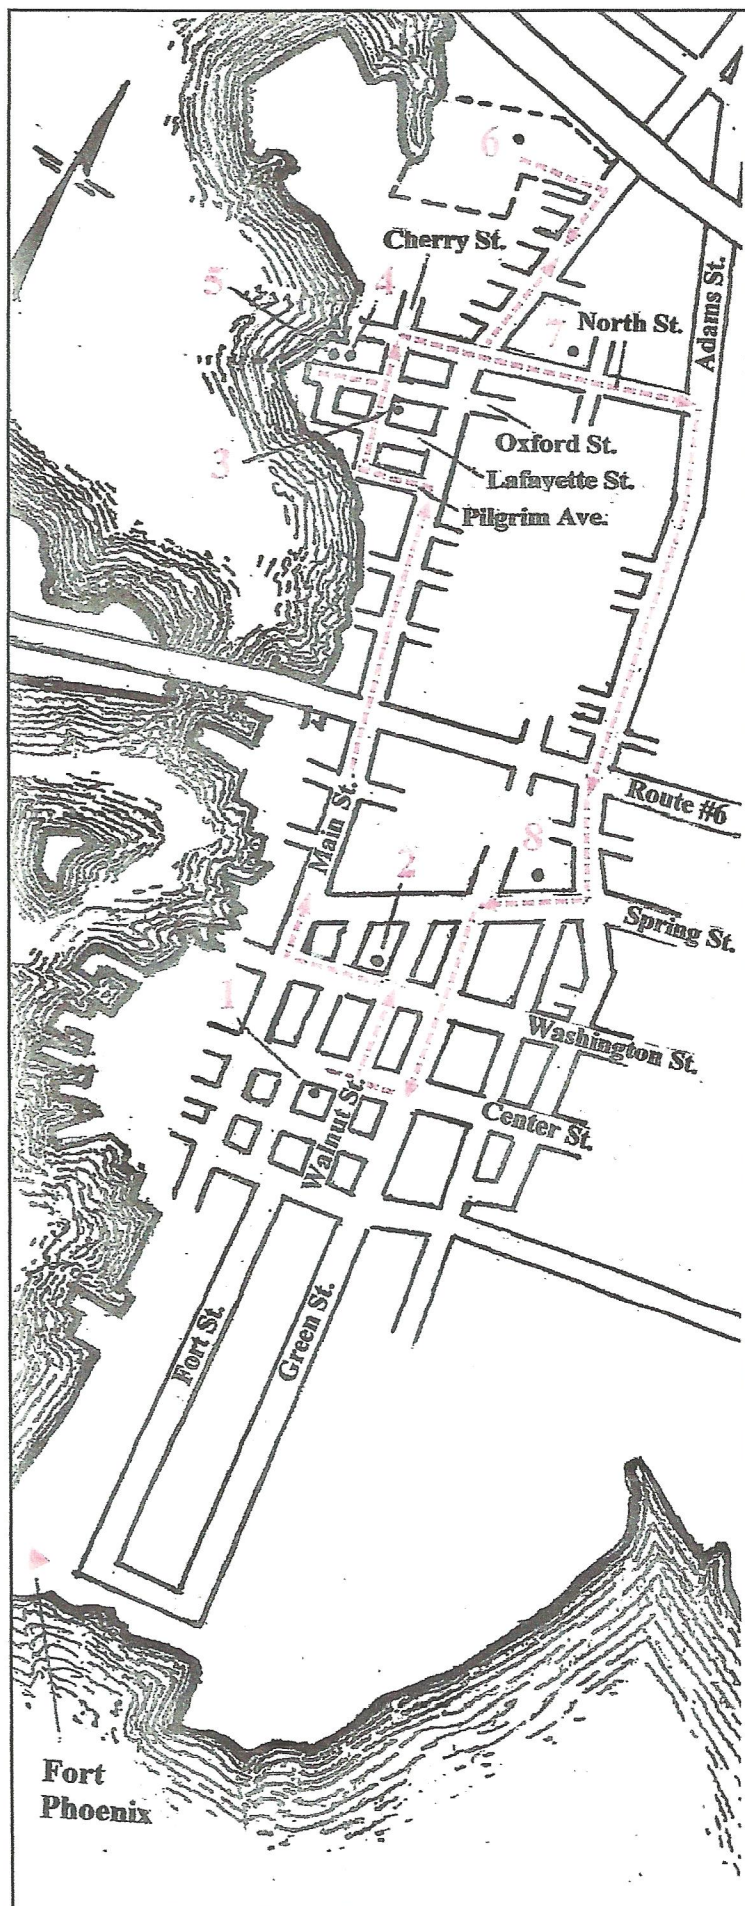 6
Cherry St.
5
4
Adams St.
North St.
7
Oxford St.
3
Lafayette St.
Pilgrim Ave.
Route #6
Main St.
8
2
Spring St.
1
Washington St.
Center St.
Walnut St.
Fort St.
Green St.
Fort
Phoenix